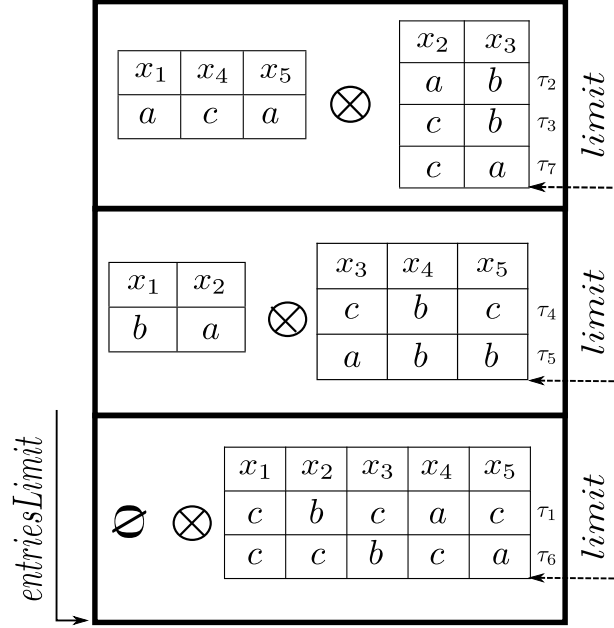 x₁ x₄ x₅
a c a
⊗
x₂ x₃
a b τ₂
c b τ₃
c a τ₇
limit
x₁ x₂
b a
⊗
x₃ x₄ x₅
c b c τ₄
a b b τ₅
limit
entriesLimit
∅ ⊗
x₁ x₂ x₃ x₄ x₅
c b c a c τ₁
c c b c a τ₆
limit